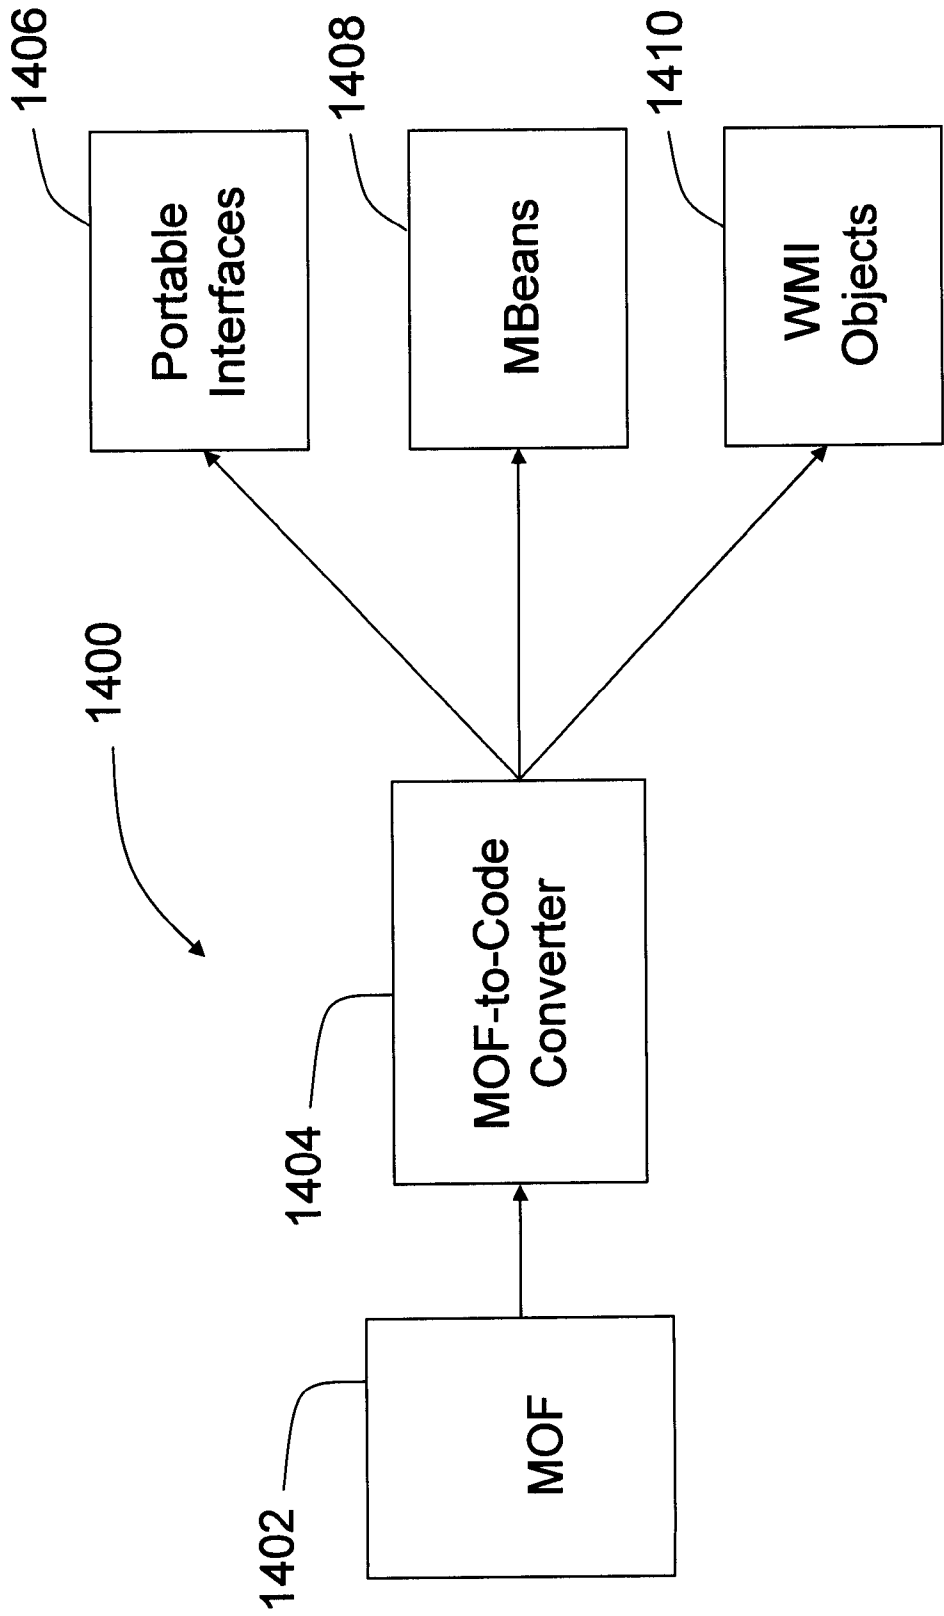 1400
1402
MOF
1404
MOF-to-Code
Converter
1406
Portable
Interfaces
1408
MBeans
1410
WMI
Objects